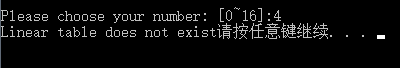 Please choose your number: [0~16]:4
Linear table does not exist请按任意键继续. . .